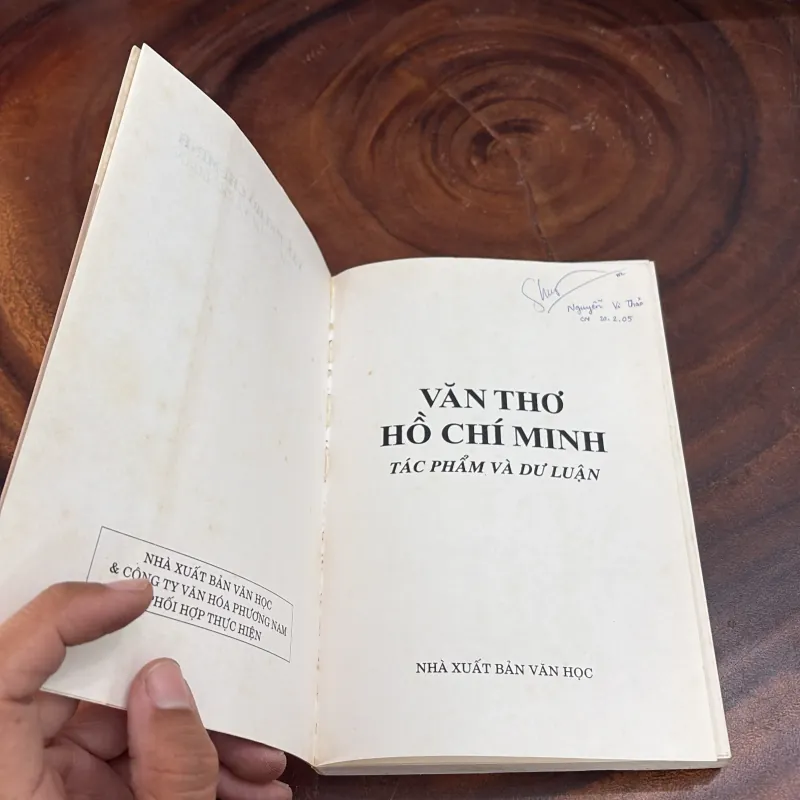 NHÀ XUẤT BẢN VĂN HỌC
& CÔNG TY VĂN HÓA PHƯƠNG NAM
PHỐI HỢP THỰC HIỆN
Nguyễn Vi Thảo
CN
VĂN THƠ
HỒ CHÍ MINH
TÁC PHẨM VÀ DƯ LUẬN
NHÀ XUẤT BẢN VĂN HỌC